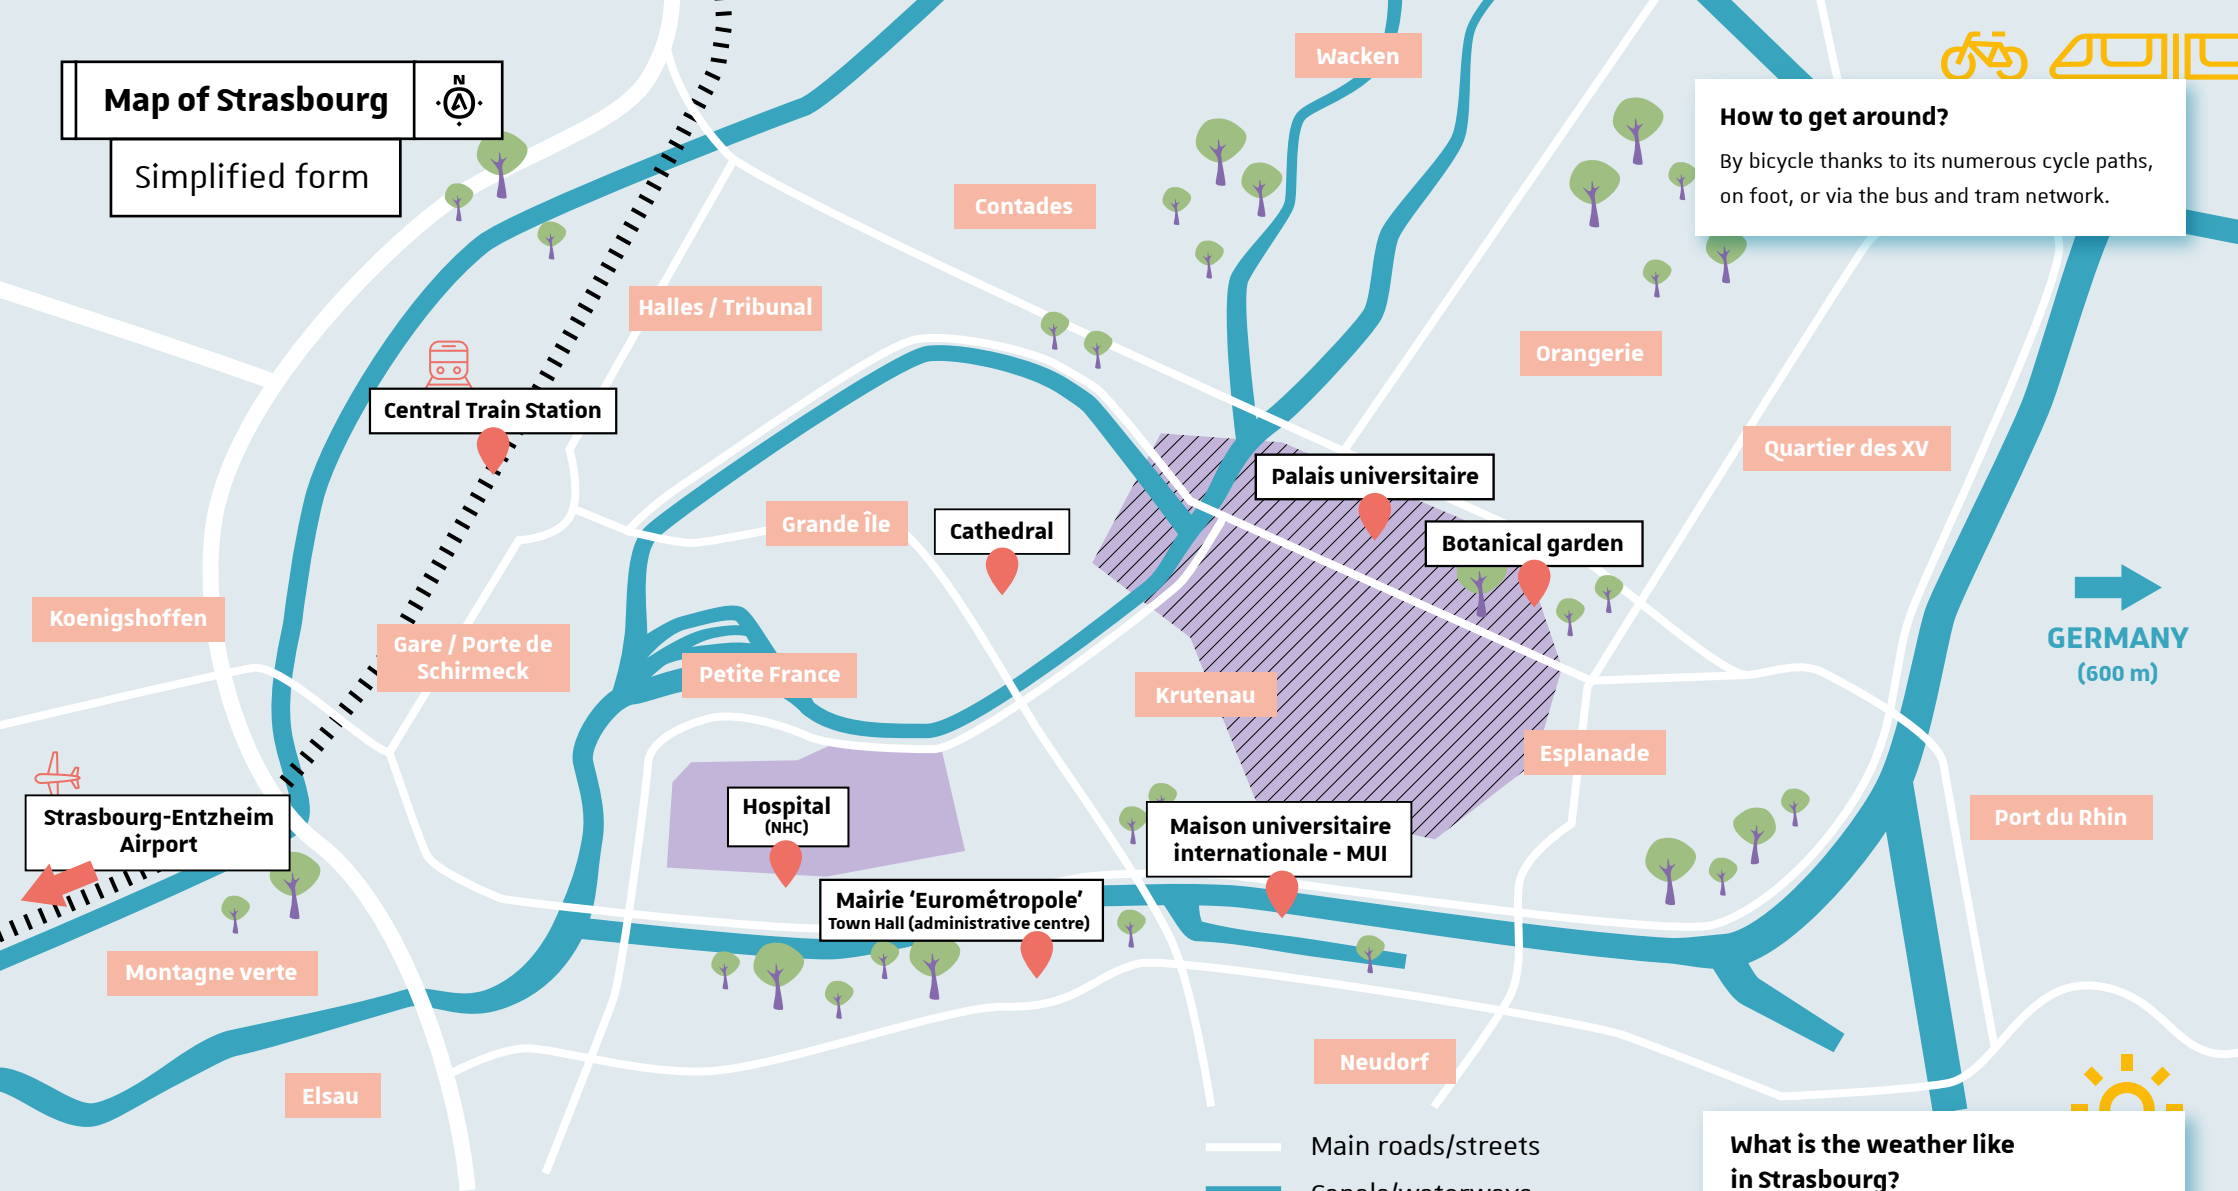 Map of Strasbourg
N
Simplified form
Wacken
How to get around?
By bicycle thanks to its numerous cycle paths,
on foot, or via the bus and tram network.
Contades
Halles / Tribunal
Orangerie
Central Train Station
Quartier des XV
Palais universitaire
Grande Île
Cathedral
Botanical garden
Koenigshoffen
Gare / Porte de
Schirmeck
GERMANY
(600 m)
Petite France
Krutenau
Esplanade
Strasbourg-Entzheim
Airport
Hospital
(NHC)
Maison universitaire
internationale - MUI
Port du Rhin
Mairie ‘Eurométropole’
Town Hall (administrative centre)
Montagne verte
Neudorf
Elsau
Main roads/streets
Canals/waterways
What is the weather like
in Strasbourg?